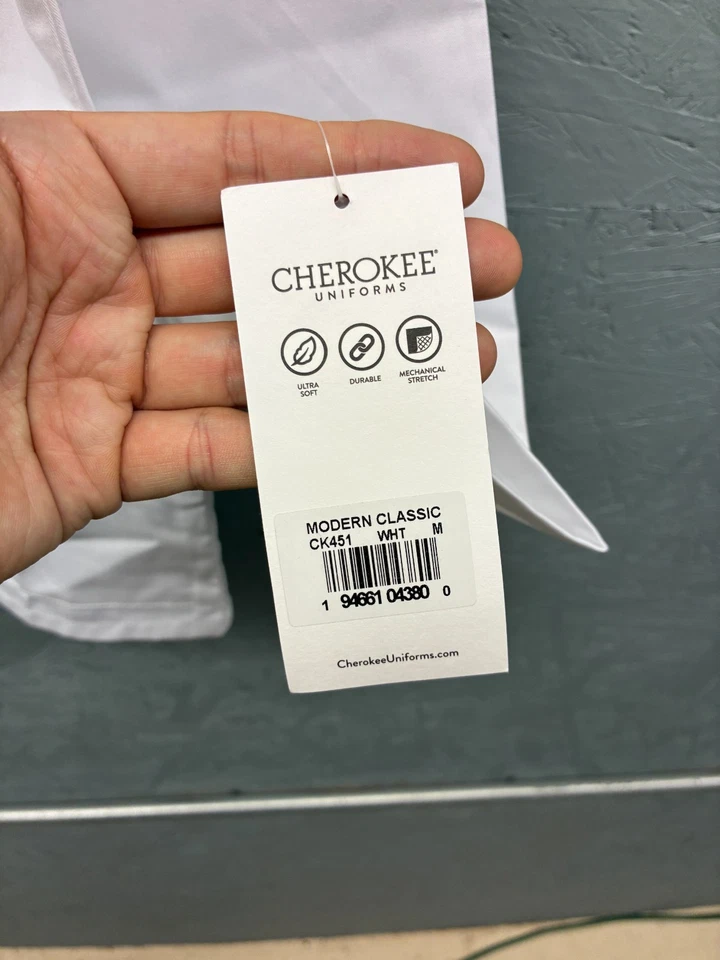 CHEROKEE®
UNIFORMS
ULTRA
SOFT
DURABLE
MECHANICAL
STRETCH
MODERN CLASSIC
CK451 WHT M
1 94661 04380 0
CherokeeUniforms.com